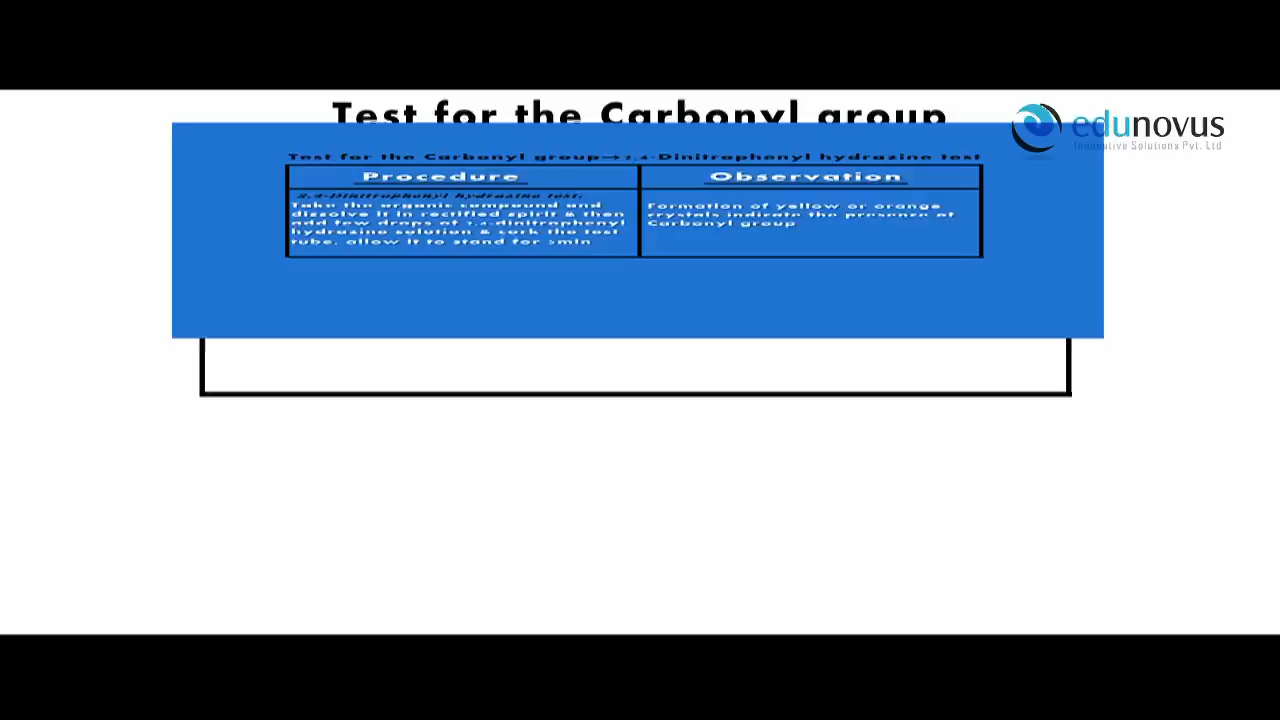 Test for the Carbonyl group
edunovus
Innovative Solutions Pvt. Ltd
Test for the Carbonyl group→2,4-Dinitrophenyl hydrazine test
Procedure
2,4-Dinitrophenyl hydrazine test:
Take the organic compound and
dissolve it in rectified spirit & then
add few drops of 2,4-dinitrophenyl
hydrazine solution & cork the test
tube, allow it to stand for 5min
Observation
Formation of yellow or orange
crystals indicate the presence of
Carbonyl group